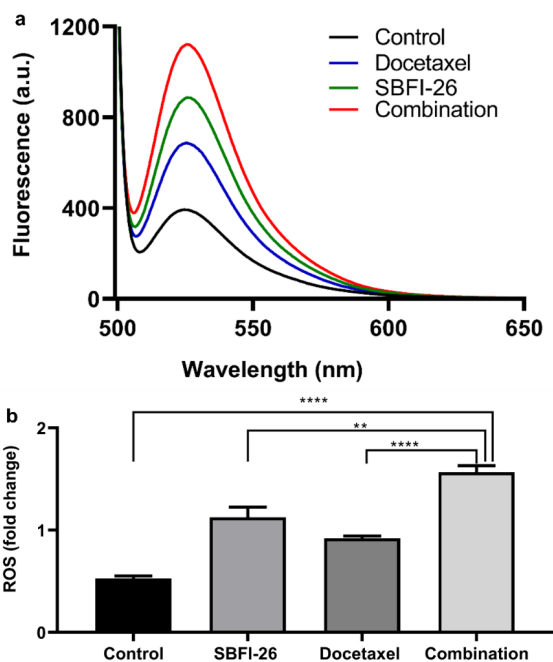 a
Fluorescence (a.u.)
1200
800
400
0
500
550
600
650
Wavelength (nm)
Control
Docetaxel
SBFI-26
Combination
b
ROS (fold change)
2
1
0
****
**
****
Control
SBFI-26
Docetaxel
Combination